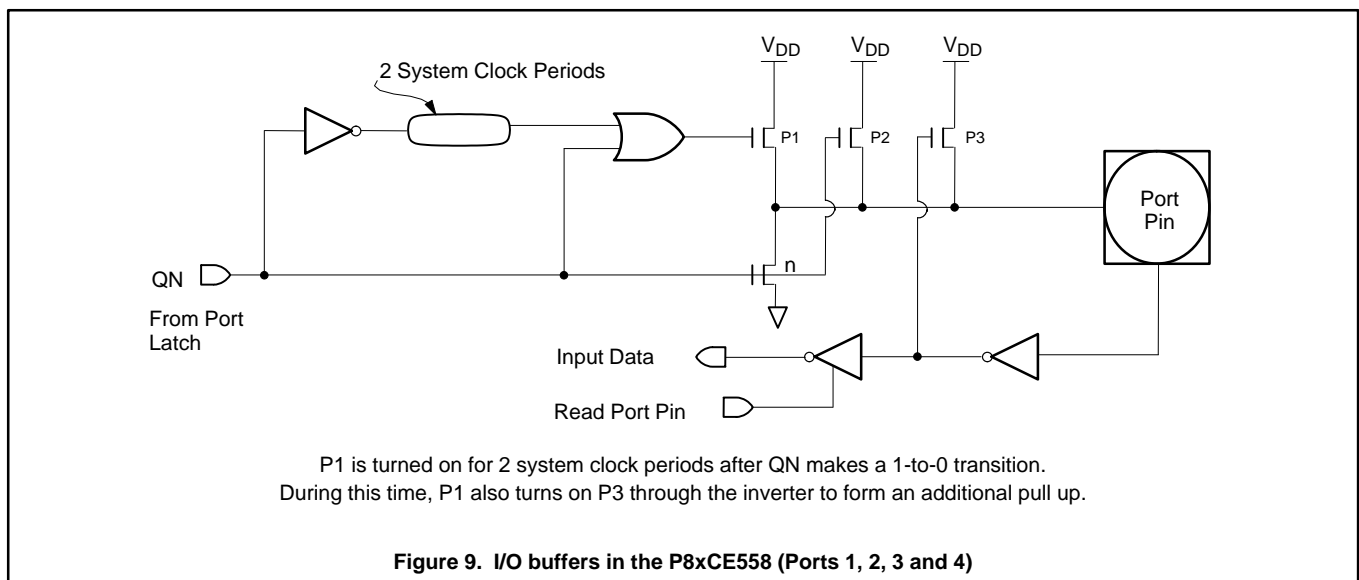 VDD VDD VDD
2 System Clock Periods
P1 P2 P3
Port
Pin
n
QN
From Port
Latch
Input Data
Read Port Pin
P1 is turned on for 2 system clock periods after QN makes a 1-to-0 transition.
During this time, P1 also turns on P3 through the inverter to form an additional pull up.
Figure 9. I/O buffers in the P8xCE558 (Ports 1, 2, 3 and 4)